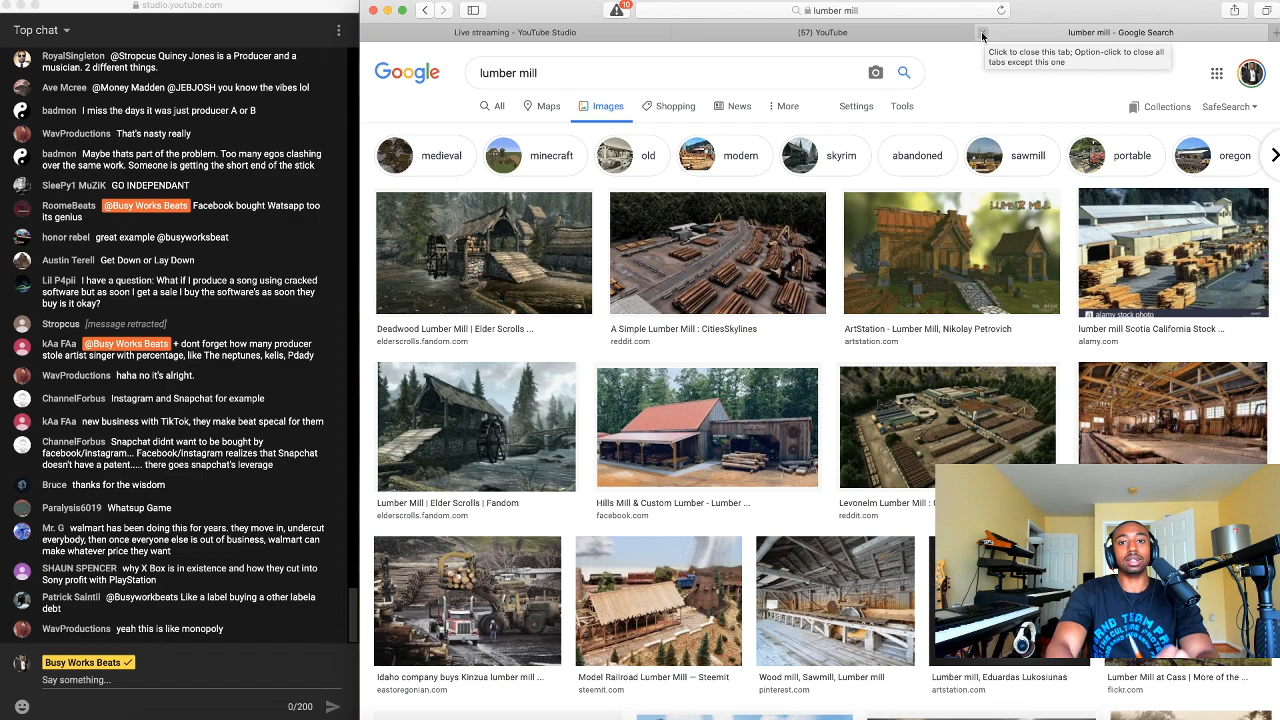 studio.youtube.com
Top chat
RoyalSingleton @Stropcus Quincy Jones is a Producer and a
musician. 2 different things.
Ave Mcree @Money Madden @JEBJOSH you know the vibes lol
badmon I miss the days it was just producer A or B
WavProductions That's nasty really
badmon Maybe thats part of the problem. Too many egos clashing
over the same work. Someone is getting the short end of the stick
SleePy1 MuZiK GO INDEPENDANT
RoomeBeats @Busy Works Beats Facebook bought Watsapp too
its genius
honor rebel great example @busyworksbeat
Austin Terell Get Down or Lay Down
Lil P4pii I have a question: What if I produce a song using cracked
software but as soon I get a sale I buy the software's as soon they
buy is it okay?
Stropcus [message retracted]
kAa FAa @Busy Works Beats + dont forget how many producer
stole artist singer with percentage, like The neptunes, kelis, Pdady
WavProductions haha no it's alright.
ChannelForbus Instagram and Snapchat for example
kAa FAa new business with TikTok, they make beat specal for them
ChannelForbus Snapchat didnt want to be bought by
facebook/instagram... Facebook/instagram realizes that Snapchat
doesn't have a patent..... there goes snapchat's leverage
Bruce thanks for the wisdom
Paralysis6019 Whatsup Game
Mr. G walmart has been doing this for years. they move in, undercut
everybody, then once everyone else is out of business, walmart can
make whatever price they want
SHAUN SPENCER why X Box is in existence and how they cut into
Sony profit with PlayStation
Patrick Saintil @Busyworkbeats Like a label buying a other labela
debt
WavProductions yeah this is like monopoly
Busy Works Beats
Say something...
0/200
10
lumber mill
Live streaming - YouTube Studio
(57) YouTube
lumber mill - Google Search
Click to close this tab; Option-click to close all
tabs except this one
Google
lumber mill
All
Maps
Images
Shopping
News
More
Settings
Tools
Collections
SafeSearch
medieval
minecraft
old
modern
skyrim
abandoned
sawmill
portable
oregon
LUMBER MILL
alamy stock photo
Deadwood Lumber Mill | Elder Scrolls ...
elderscrolls.fandom.com
A Simple Lumber Mill : CitiesSkylines
reddit.com
ArtStation - Lumber Mill, Nikolay Petrovich
artstation.com
lumber mill Scotia California Stock ...
alamy.com
Lumber Mill | Elder Scrolls | Fandom
elderscrolls.fandom.com
Hills Mill & Custom Lumber - Lumber ...
facebook.com
Levonelm Lumber Mill :
reddit.com
Idaho company buys Kinzua lumber mill ...
eastoregonian.com
Model Railroad Lumber Mill — Steemit
steemit.com
Wood mill, Sawmill, Lumber mill
pinterest.com
Lumber mill, Eduardas Lukosiunas
artstation.com
Lumber Mill at Cass | More of the ...
flickr.com